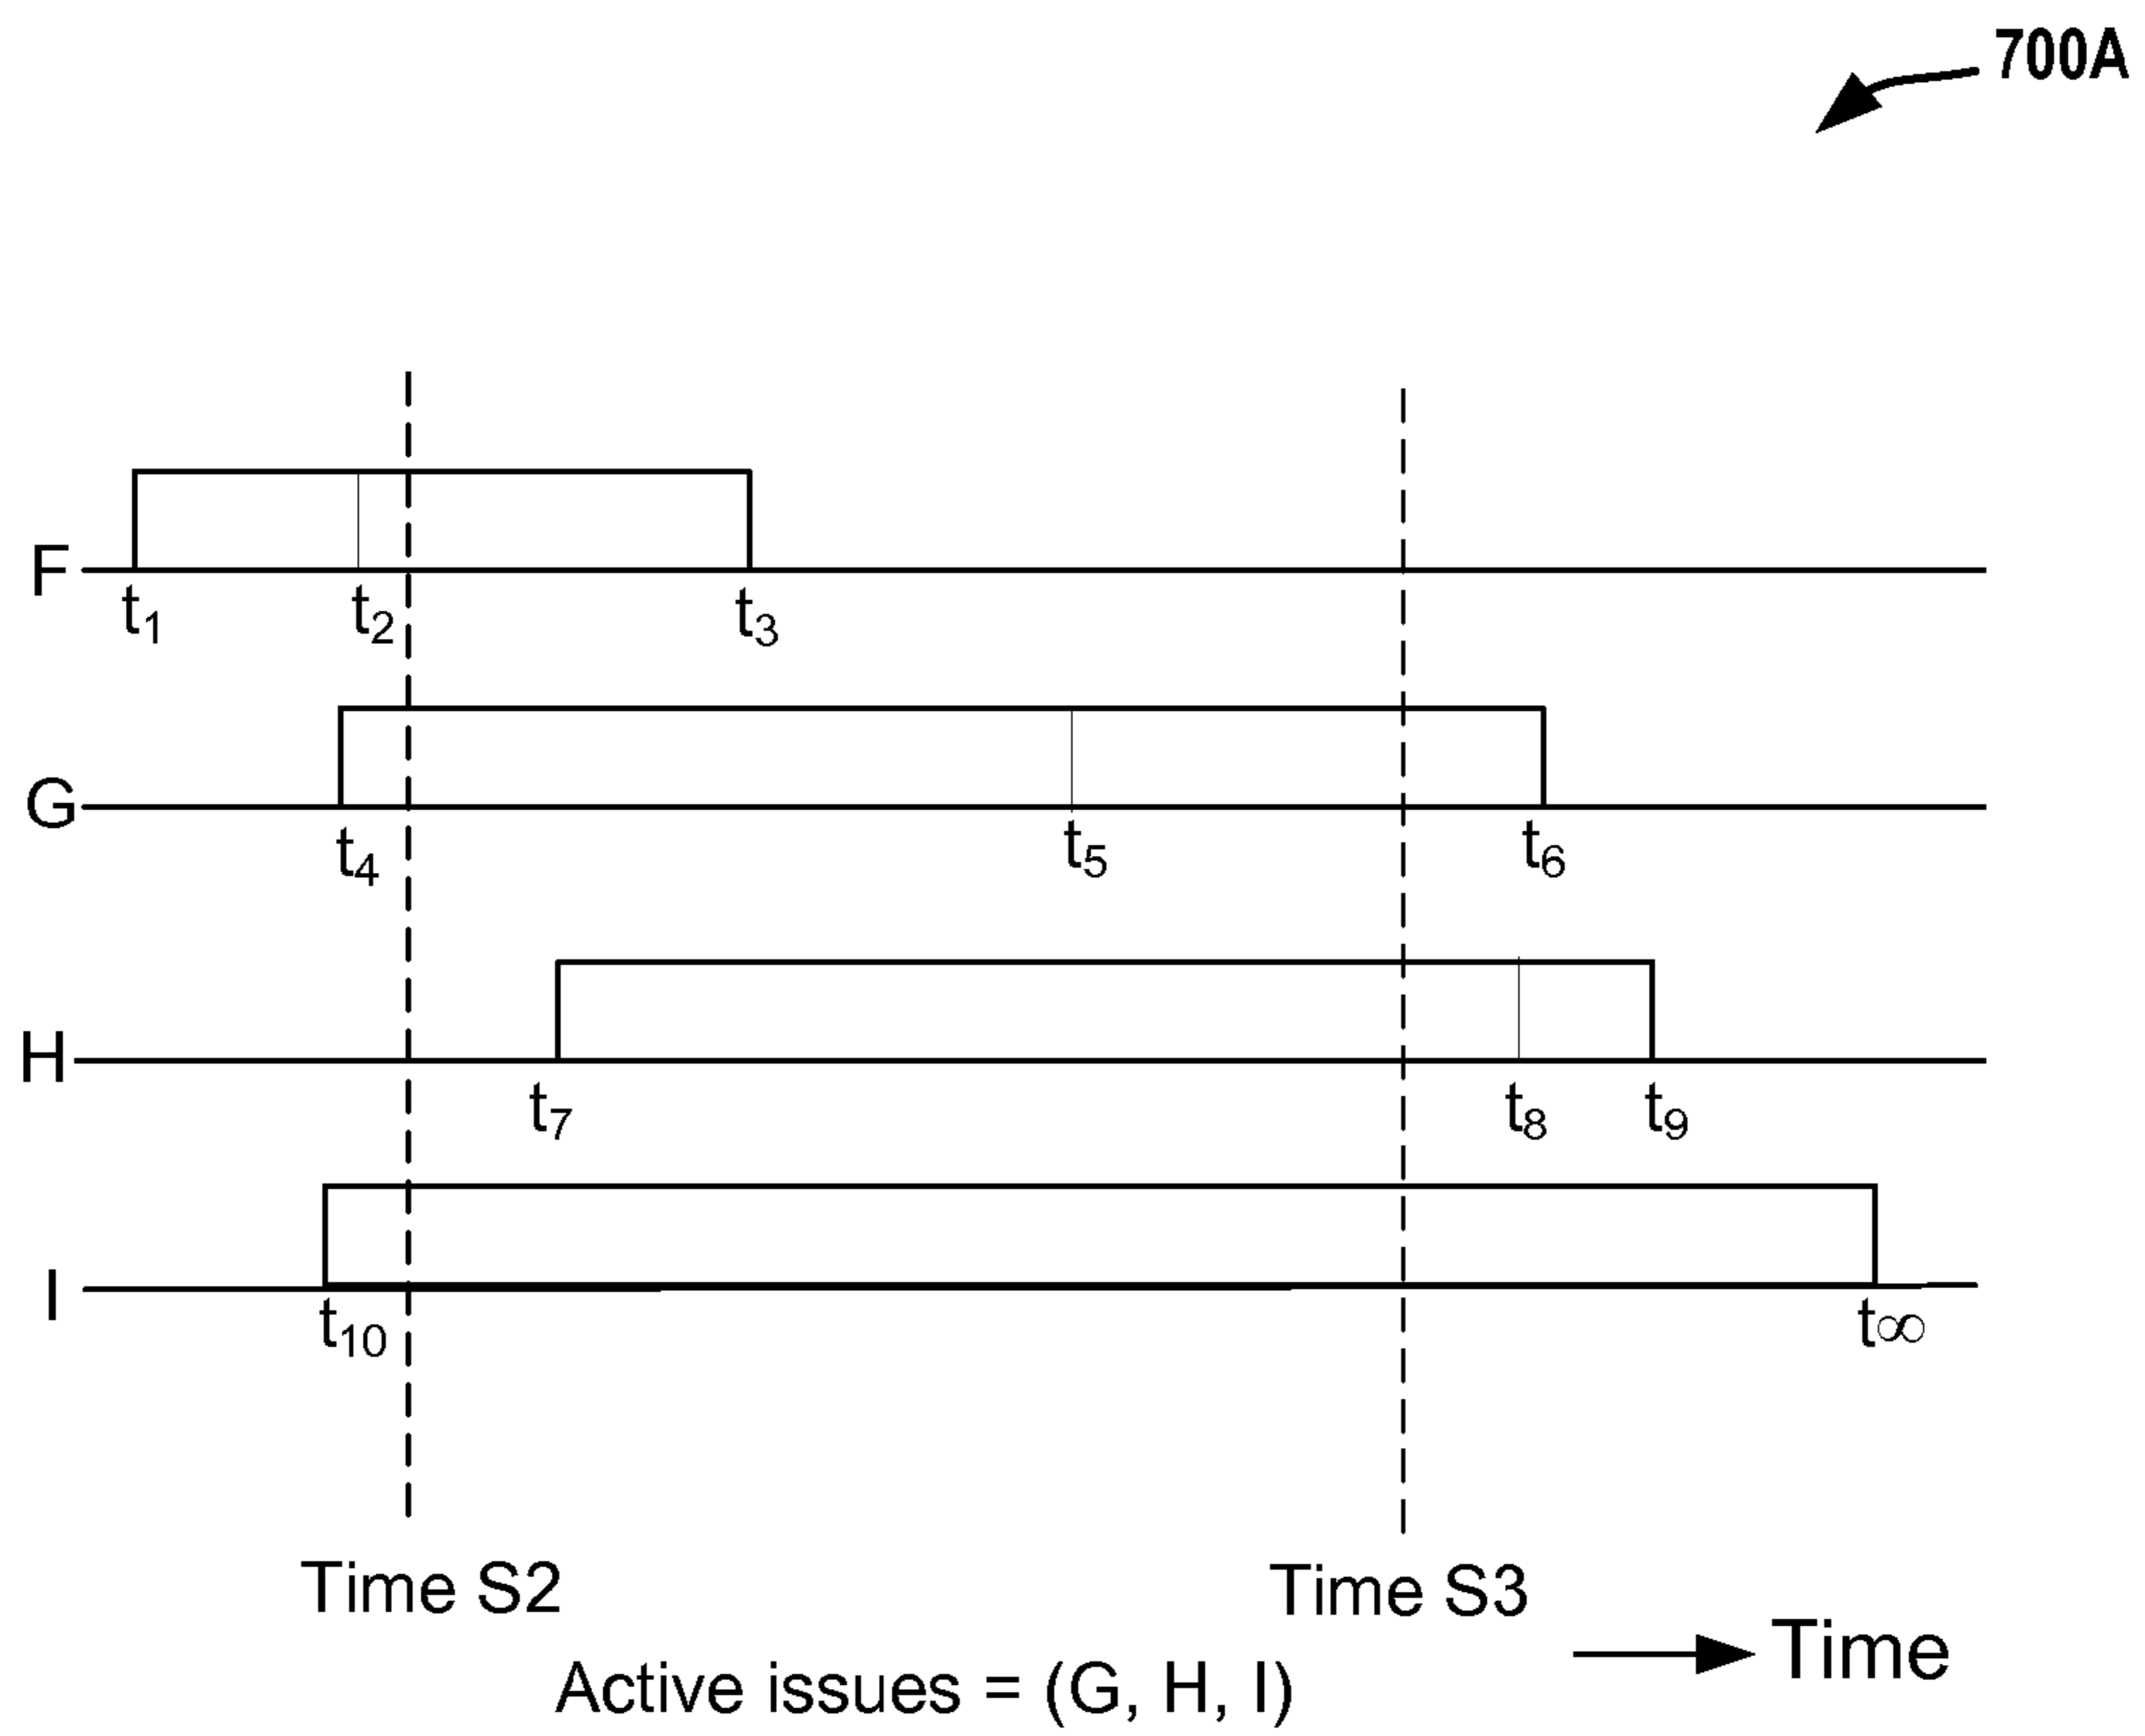 700A
F
t1 t2 t3
G
t4 t5 t6
H
t7 t8 t9
I
t10 t∞
Time S2 Time S3
Time
Active issues = (G, H, I)